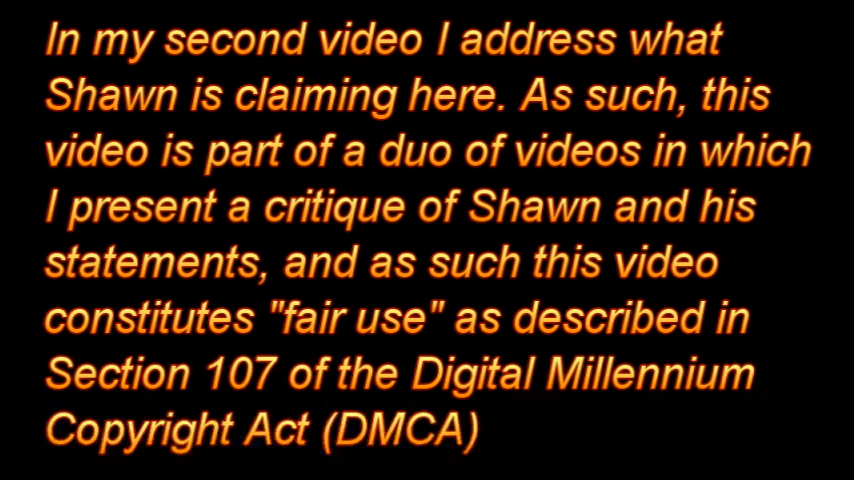 In my second video I address what
Shawn is claiming here. As such, this
video is part of a duo of videos in which
I present a critique of Shawn and his
statements, and as such this video
constitutes "fair use" as described in
Section 107 of the Digital Millennium
Copyright Act (DMCA)